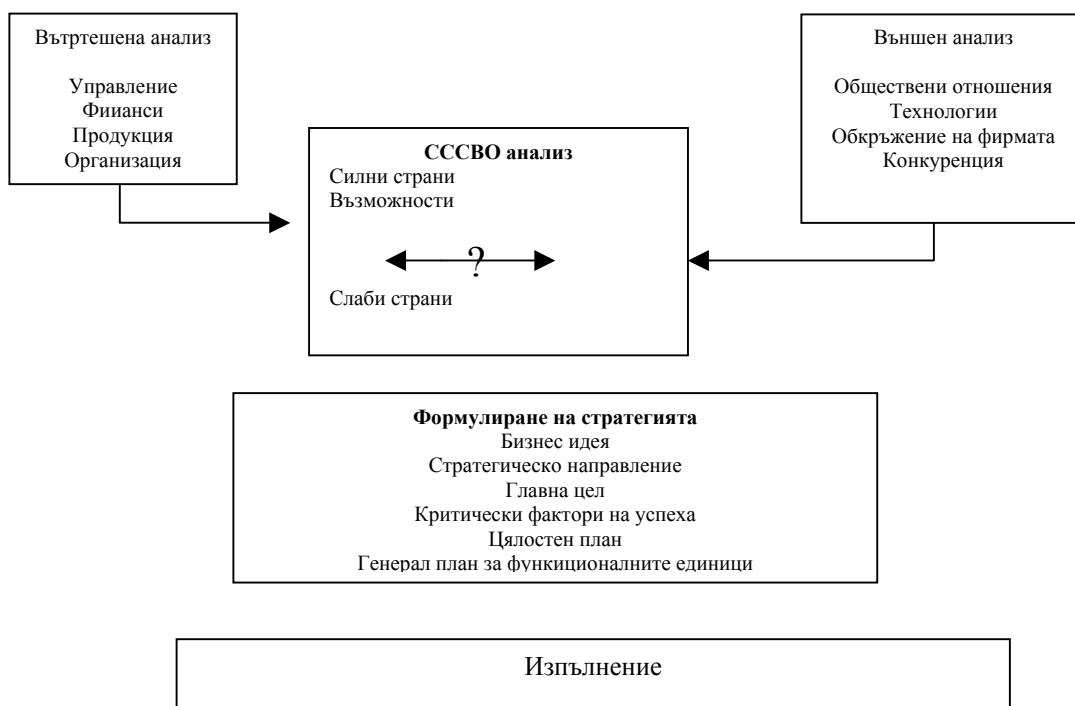 Вътртешена анализ
Управление
Фиианси
Продукция
Организация
Външен анализ
Обществени отношения
Технологии
Обкръжение на фирмата
Конкуренция
СССВО анализ
Силни страни
Възможности
?
Слаби страни
Формулиране на стратегията
Бизнес идея
Стратегическо направление
Главна цел
Критически фактори на успеха
Цялостен план
Генерал план за функиционалните единици
Изпълнение